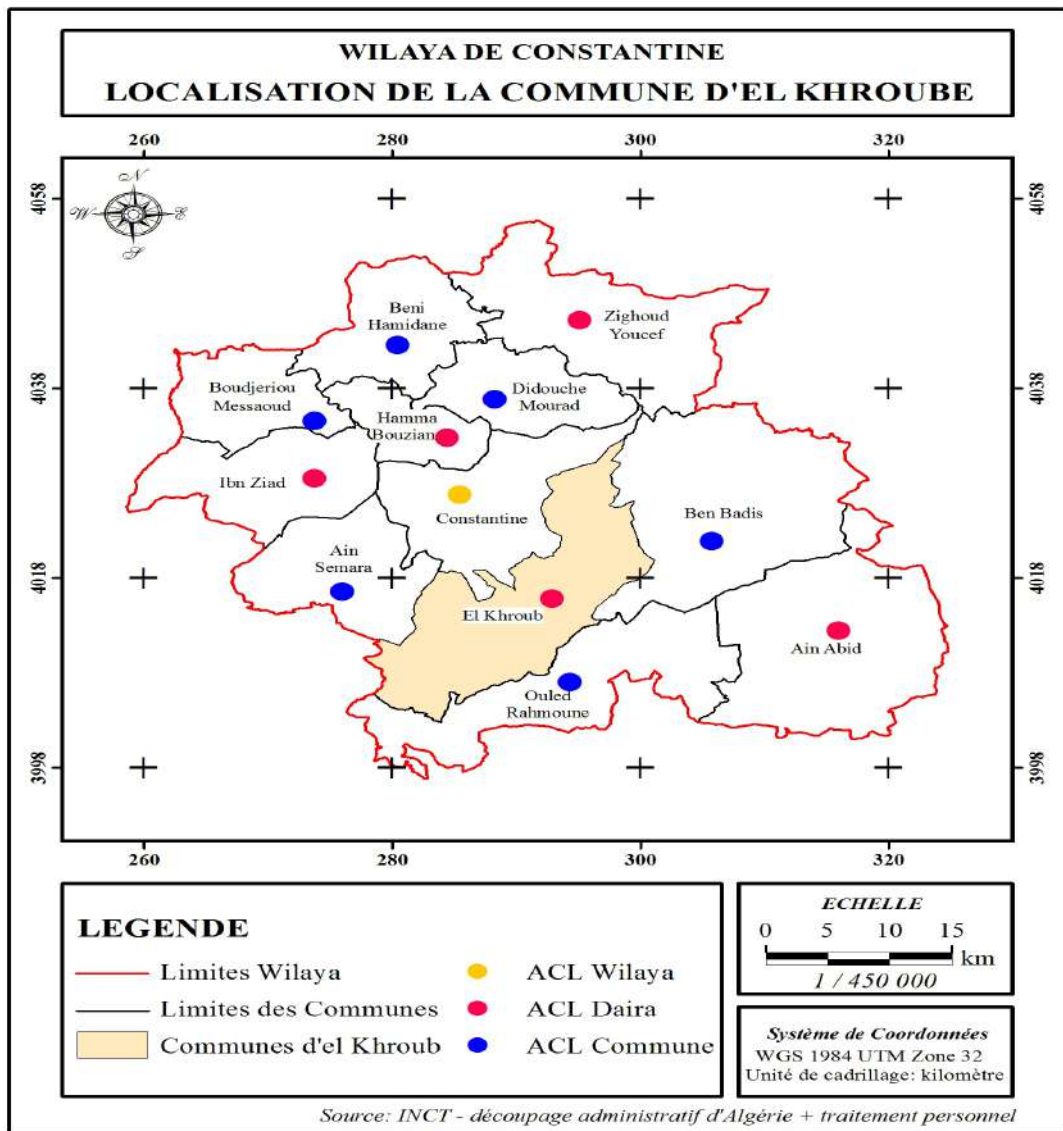 WILAYA DE CONSTANTINE
LOCALISATION DE LA COMMUNE D'EL KHROUBE
260 280 300 320
4058 4058
N
W E
S
Beni
Hamidane
Zighoud
Youcef
4038 4038
Boudjeriou
Messaoud
Didouche
Mourad
Hamma
Bouzian
Ibn Ziad
Constantine
Ben Badis
Ain
Semara
4018 4018
El Khroub
Ain Abid
Ouled
Rahmoune
3998 3998
260 280 300 320
LEGENDE
Limites Wilaya
Limites des Communes
Communes d'el Khroub
ACL Wilaya
ACL Daira
ACL Commune
ECHELLE
0 5 10 15
km
1 / 450 000
Système de Coordonnées
WGS 1984 UTM Zone 32
Unité de cadrillage: kilomètre
Source: INCT - découpage administratif d'Algérie + traitement personnel